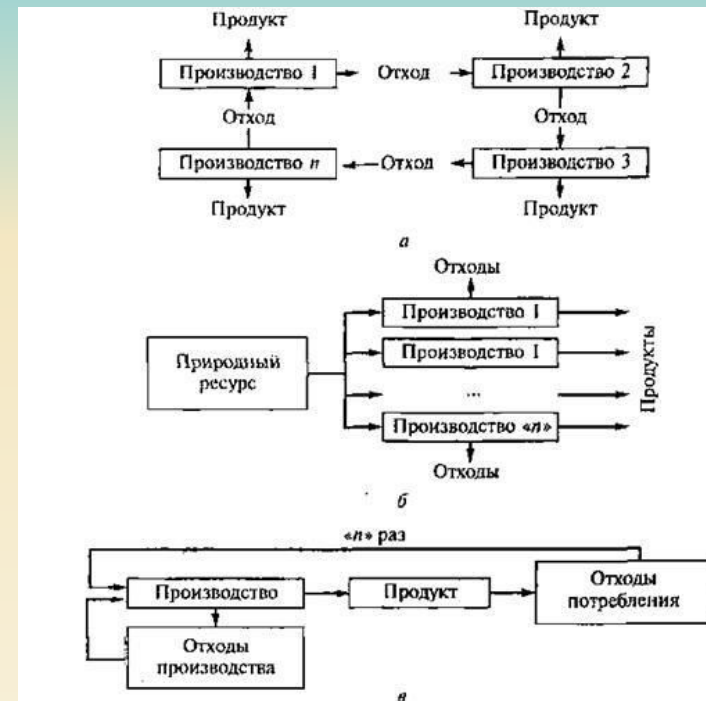 Продукт
Продукт
Производство 1
Отход
Производство 2
Отход
Отход
Производство n
Отход
Производство 3
Продукт
Продукт
а
Отходы
Производство 1
Природный
ресурс
Производство 1
...
Производство «n»
Продукты
Отходы
б
«n» раз
Производство
Продукт
Отходы
потребления
Отходы
производства
в